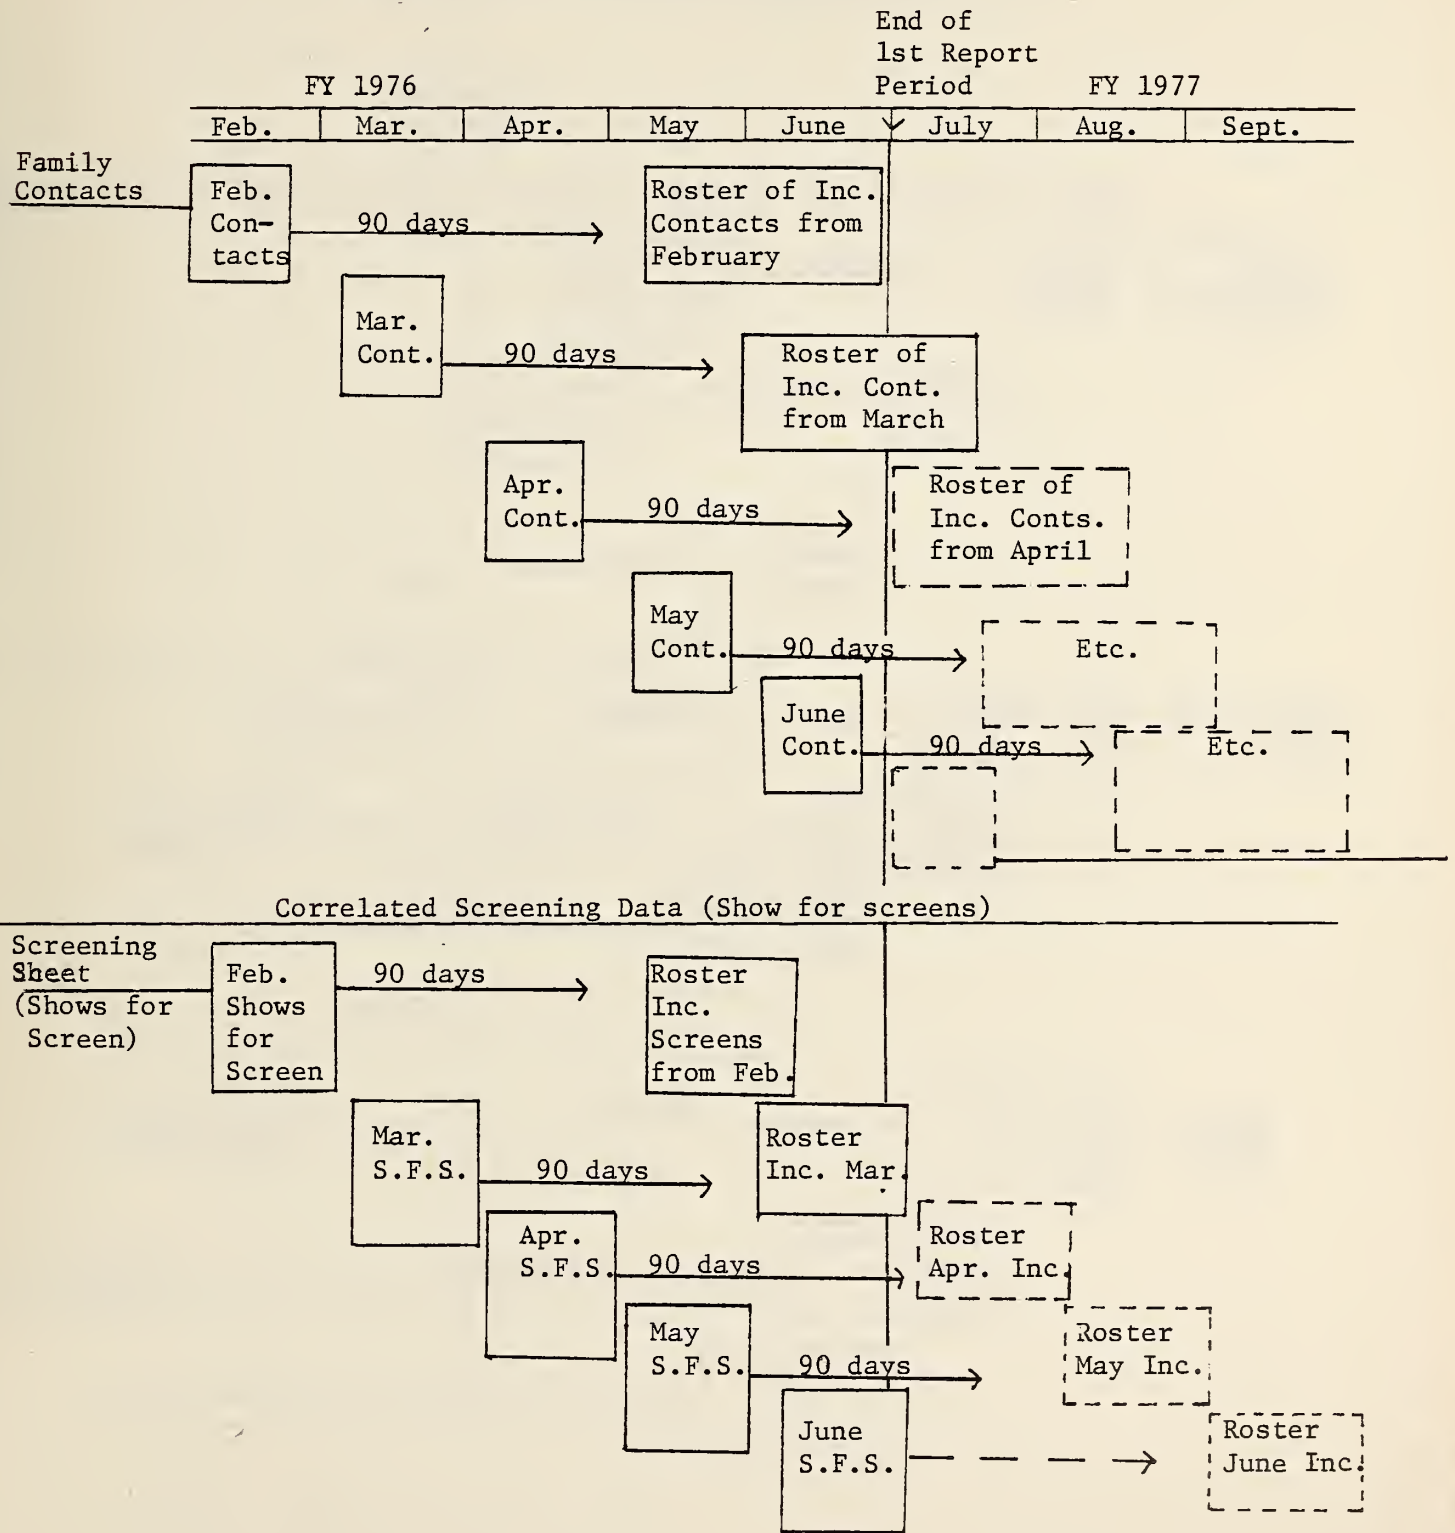 End of
1st Report
FY 1976 Period FY 1977
Feb. Mar. Apr. May June July Aug. Sept.
Family
Contacts
Feb.
Con-
tacts
90 days
Roster of Inc.
Contacts from
February
Mar.
Cont.
90 days
Roster of
Inc. Cont.
from March
Apr.
Cont.
90 days
Roster of
Inc. Conts.
from April
May
Cont.
90 days
Etc.
June
Cont.
90 days
Etc.
Correlated Screening Data (Show for screens)
Screening
Sheet
(Shows for
Screen)
Feb.
Shows
for
Screen
90 days
Roster
Inc.
Screens
from Feb.
Mar.
S.F.S.
90 days
Roster
Inc. Mar.
Apr.
S.F.S.
90 days
Roster
Apr. Inc.
May
S.F.S.
90 days
Roster
May Inc.
June
S.F.S.
Roster
June Inc.